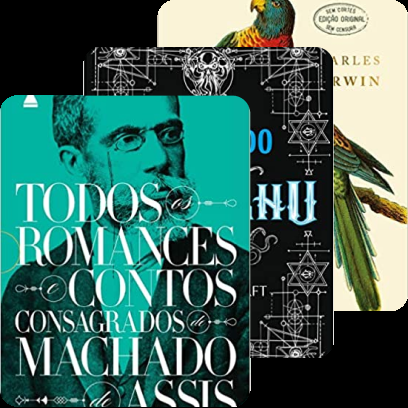 TODOS os
ROMANCES
e CONTOS
CONSAGRADOS de
MACHADO
de ASSIS
DO
HU
FT
SEM CORTES
EDIÇÃO ORIGINAL
SEM CENSURA
ARLES
RWIN